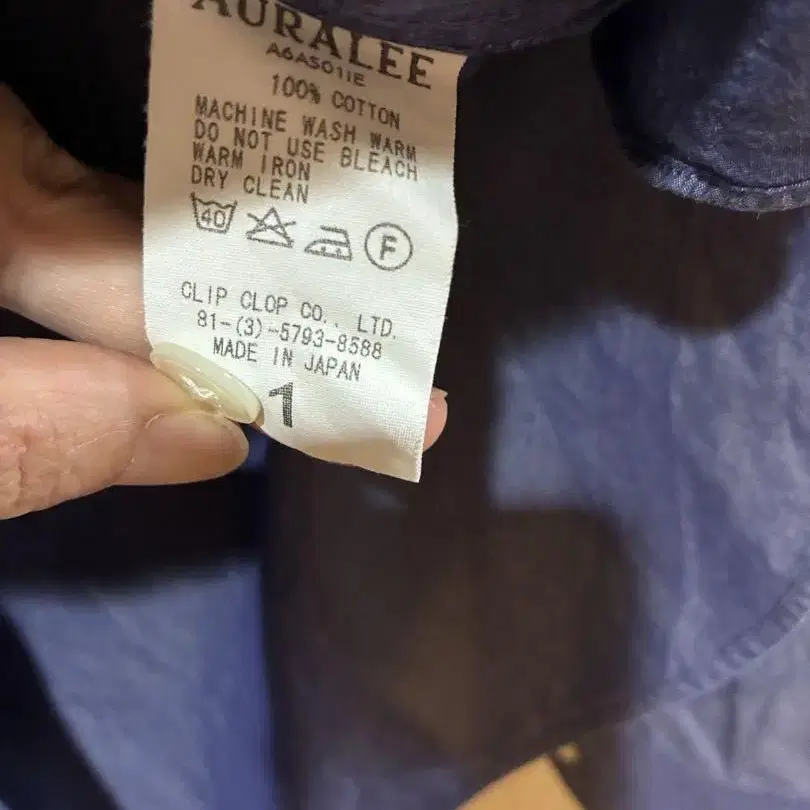 AURALEE
A6AS01IE
100% COTTON
MACHINE WASH WARM
DO NOT USE BLEACH
WARM IRON
DRY CLEAN
40
F
CLIP CLOP CO., LTD.
81-(3)-5793-8588
MADE IN JAPAN
1